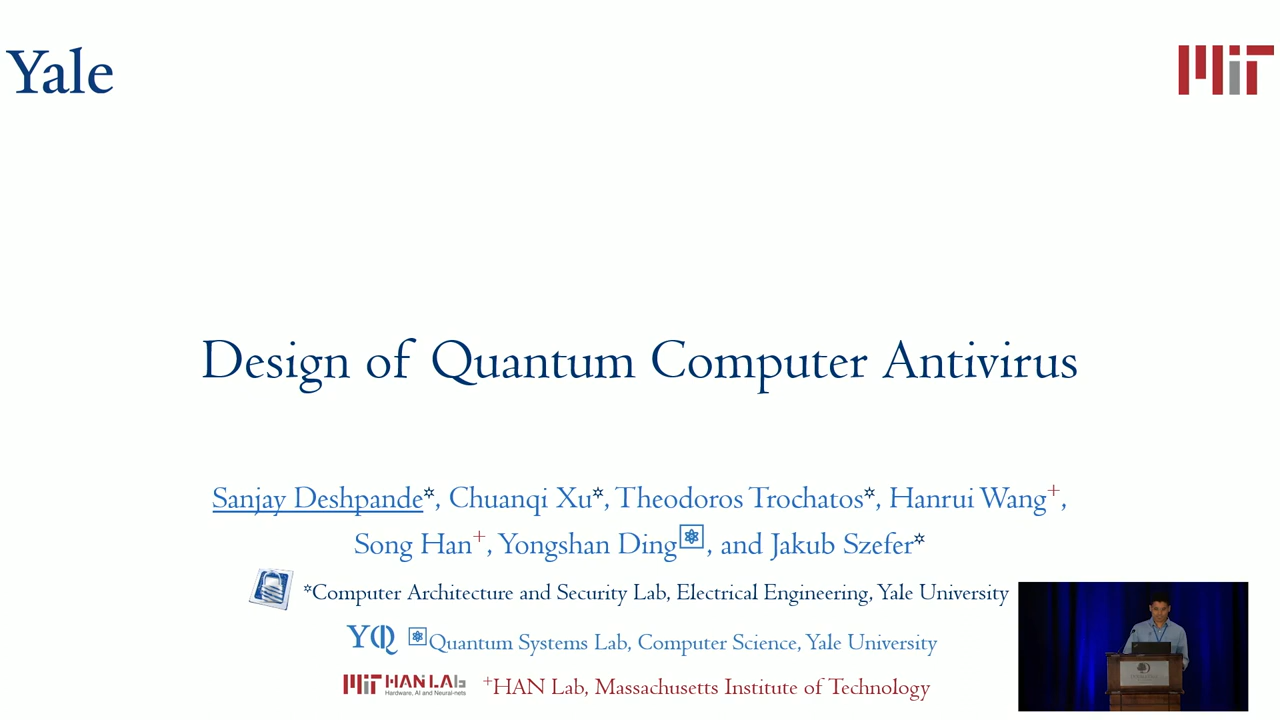 Yale
MiT
Design of Quantum Computer Antivirus
Sanjay Deshpande*, Chuanqi Xu*, Theodoros Trochatos*, Hanrui Wang+,
Song Han+, Yongshan Ding⚛, and Jakub Szefer*
*Computer Architecture and Security Lab, Electrical Engineering, Yale University
YQ ⚛Quantum Systems Lab, Computer Science, Yale University
MiT HAN LAb
Hardware, AI and Neural-nets
+HAN Lab, Massachusetts Institute of Technology